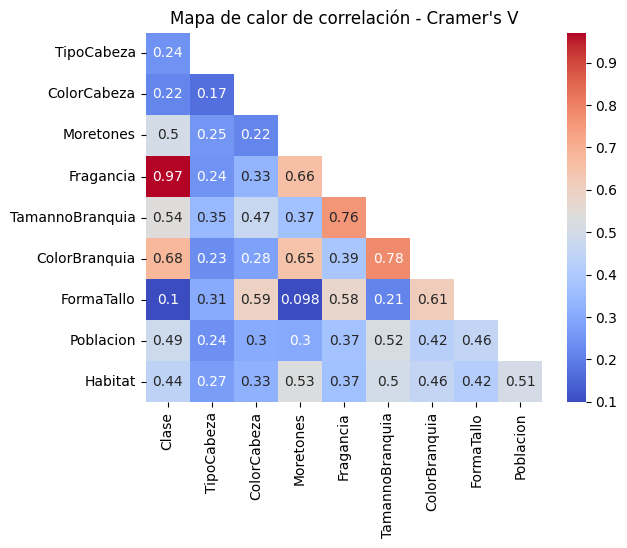 Mapa de calor de correlación - Cramer's V
TipoCabeza 0.24
ColorCabeza 0.22 0.17
Moretones 0.5 0.25 0.22
Fragancia 0.97 0.24 0.33 0.66
TamannoBranquia 0.54 0.35 0.47 0.37 0.76
ColorBranquia 0.68 0.23 0.28 0.65 0.39 0.78
FormaTallo 0.1 0.31 0.59 0.098 0.58 0.21 0.61
Poblacion 0.49 0.24 0.3 0.3 0.37 0.52 0.42 0.46
Habitat 0.44 0.27 0.33 0.53 0.37 0.5 0.46 0.42 0.51
Clase
TipoCabeza
ColorCabeza
Moretones
Fragancia
TamannoBranquia
ColorBranquia
FormaTallo
Poblacion
0.9
0.8
0.7
0.6
0.5
0.4
0.3
0.2
0.1